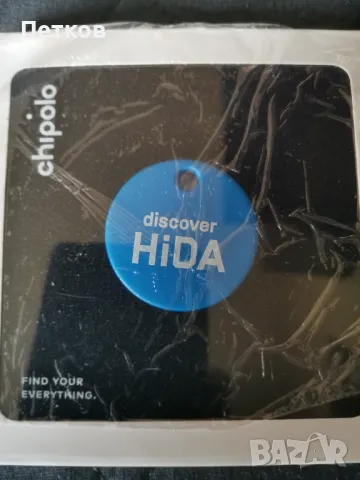 Петков
chipolo
discover
HiDA
FIND YOUR
EVERYTHING.
BAZAR